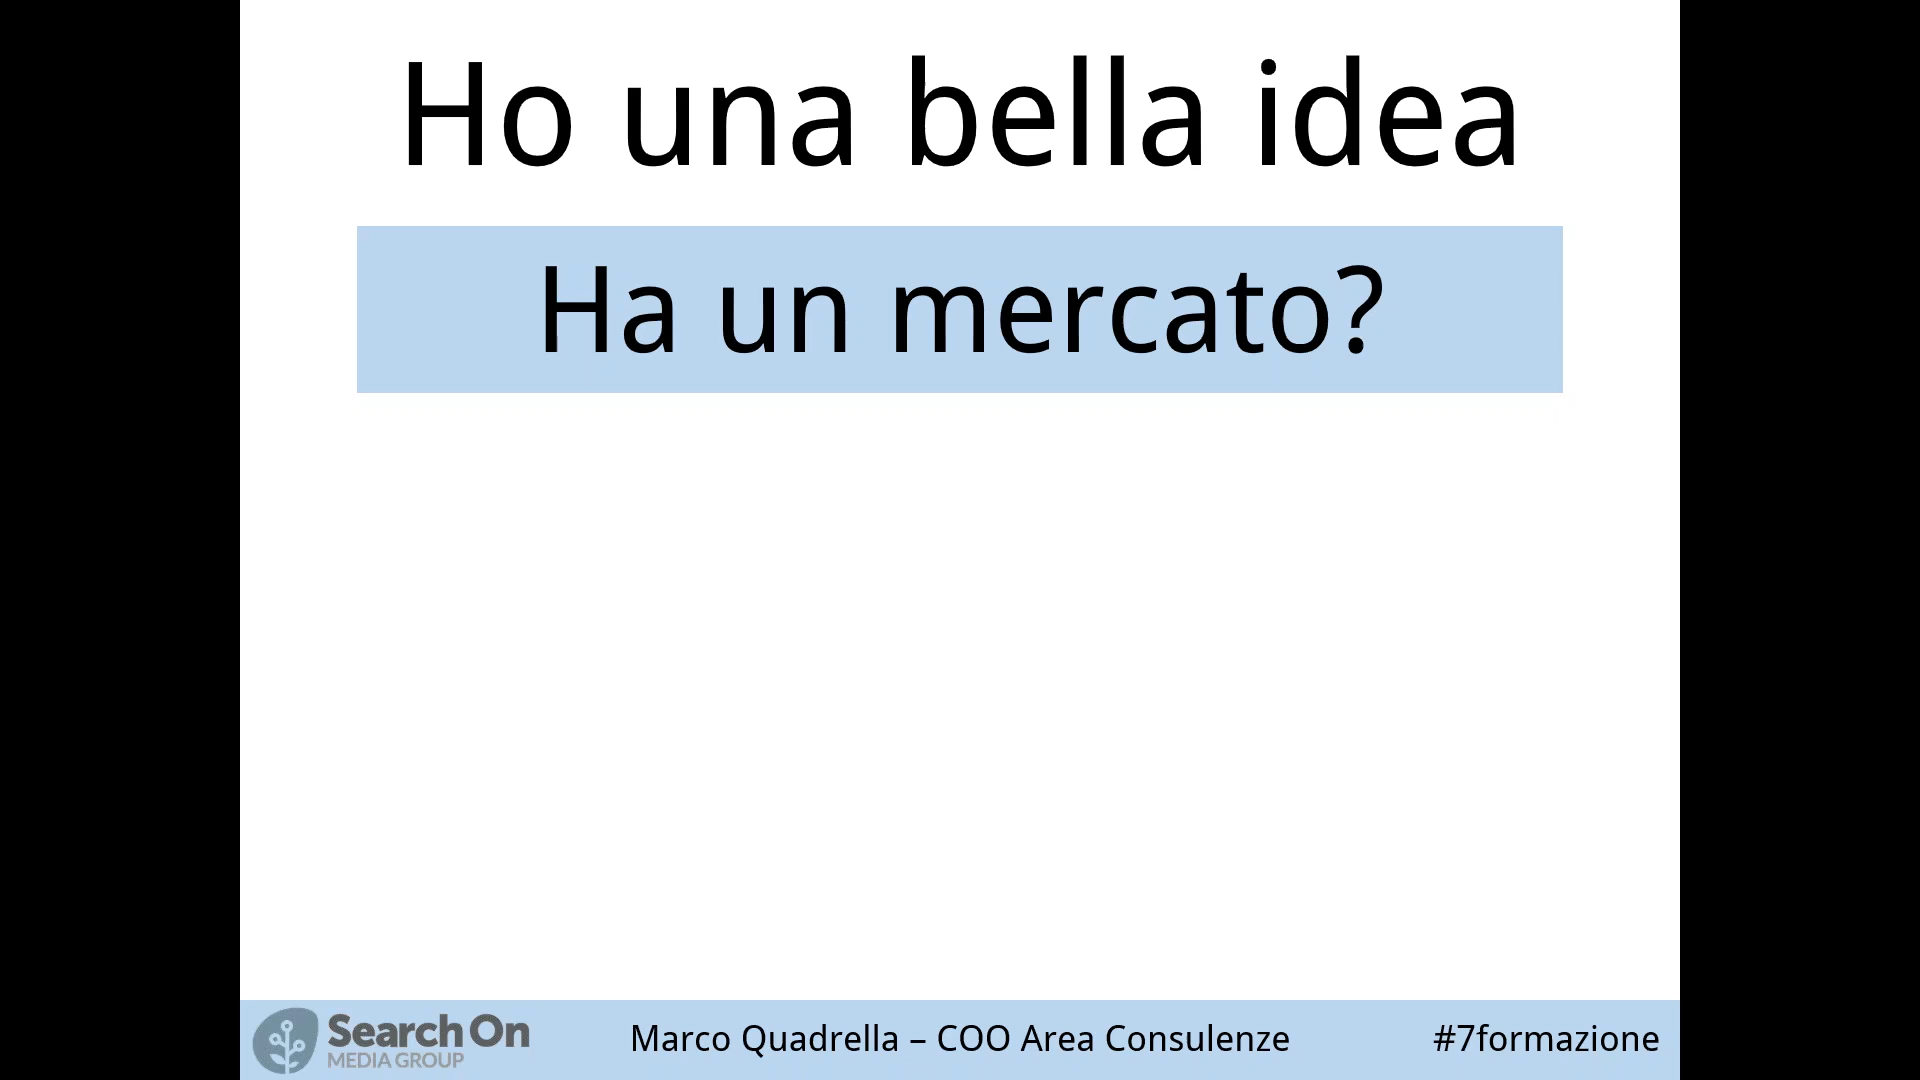 Ho una bella idea
Ha un mercato?
Search On
MEDIA GROUP
Marco Quadrella – COO Area Consulenze
#7formazione